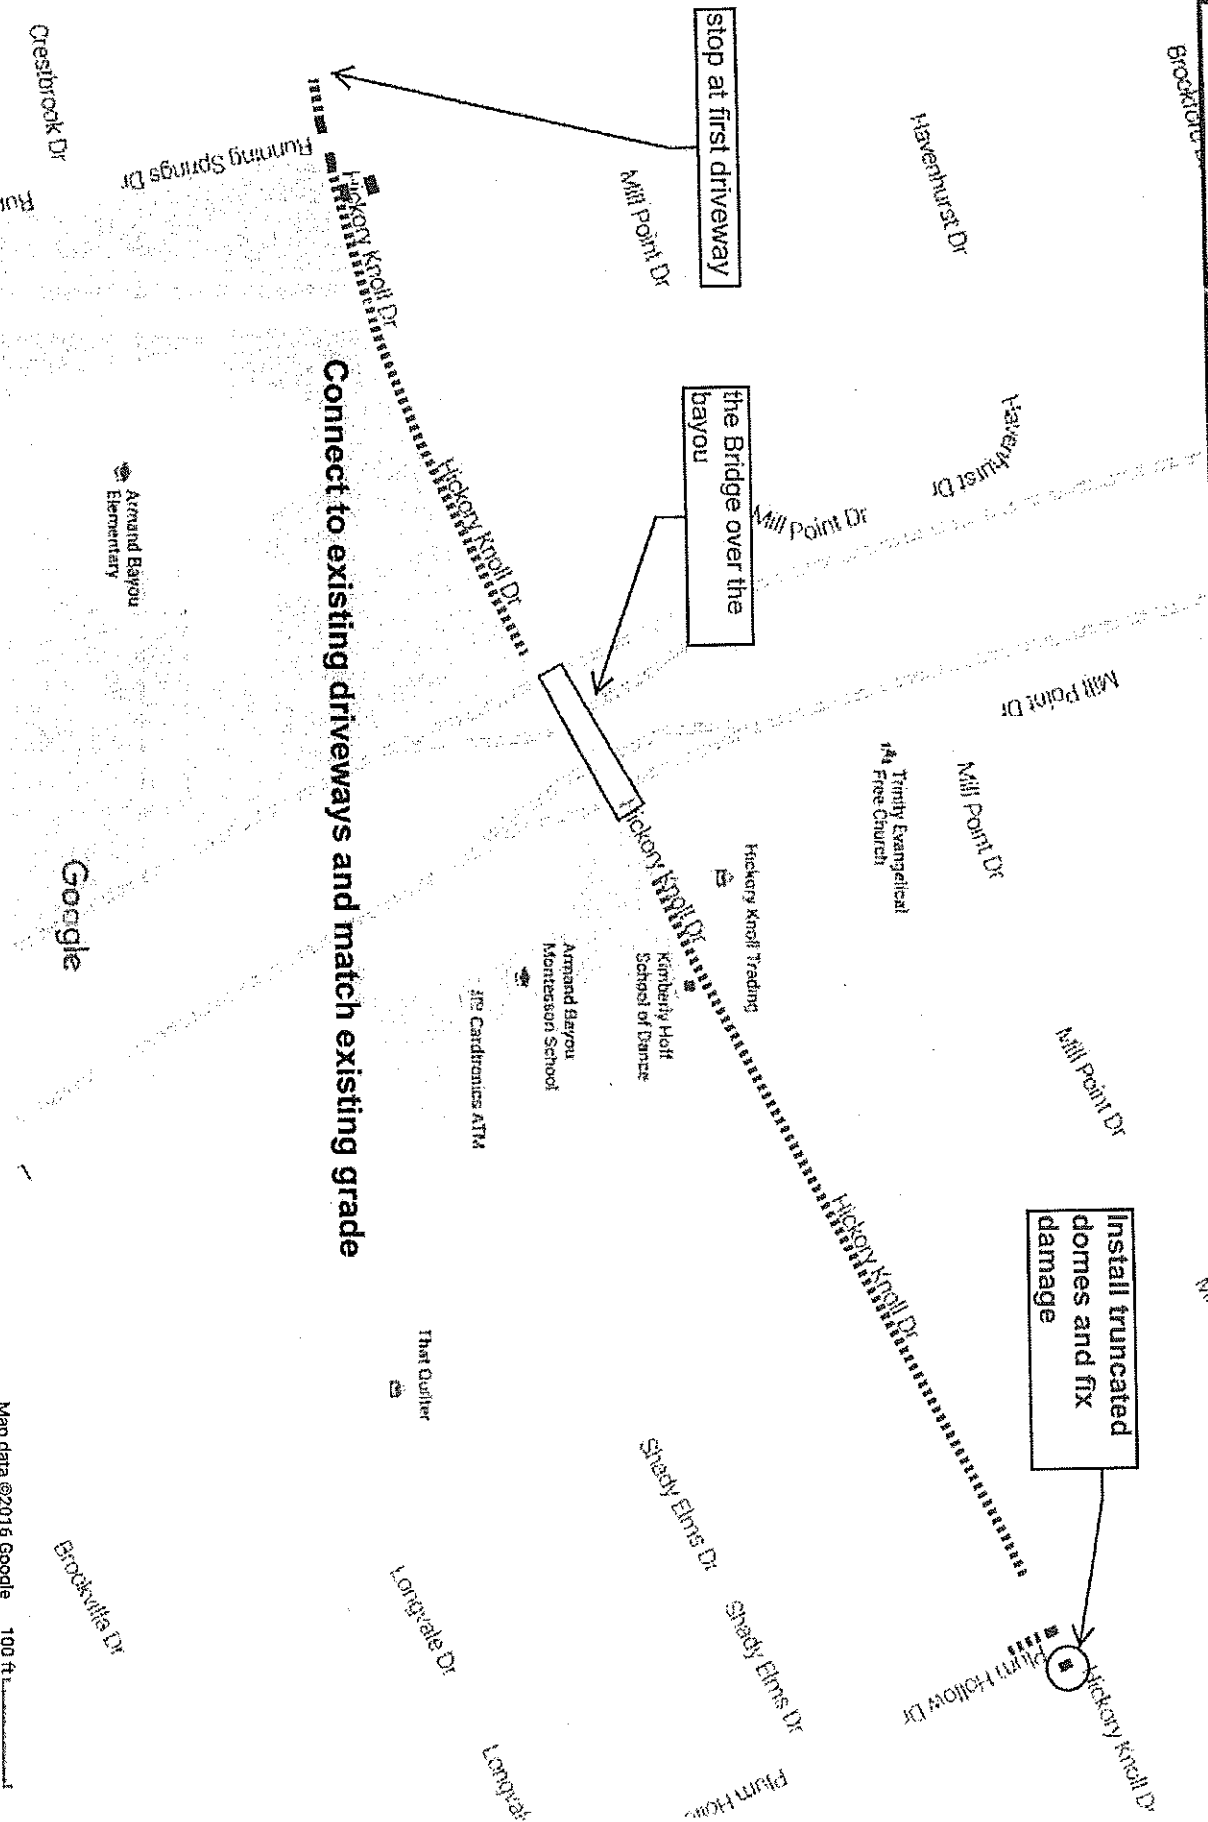 Brookford
Havenhurst Dr
stop at first driveway
Mill Point Dr
Crestbrook Dr
Running Springs Dr
Hickory Knoll Dr
Havenhurst Dr
the Bridge over the
bayou
Mill Point Dr
Hickory Knoll Dr
Connect to existing driveways and match existing grade
Armand Bayou
Elementary
Mill Point Dr
Mill Point Dr
Trinity Evangelical
Free Church
Hickory Knoll Dr
Hickory Knoll Trading
Kimberly Hoff
School of Dance
Armand Bayou
Montessori School
Cardtronics ATM
Google
Mill Point Dr
Install truncated
domes and fix
damage
Hickory Knoll Dr
That Quilter
Shady Elms Dr
Shady Elms Dr
Plum Hollow Dr
Hickory Knoll Dr
Longvale Dr
Brookvilla Dr
Plum Hollo
Longval
Map data ©2016 Google 100 ft